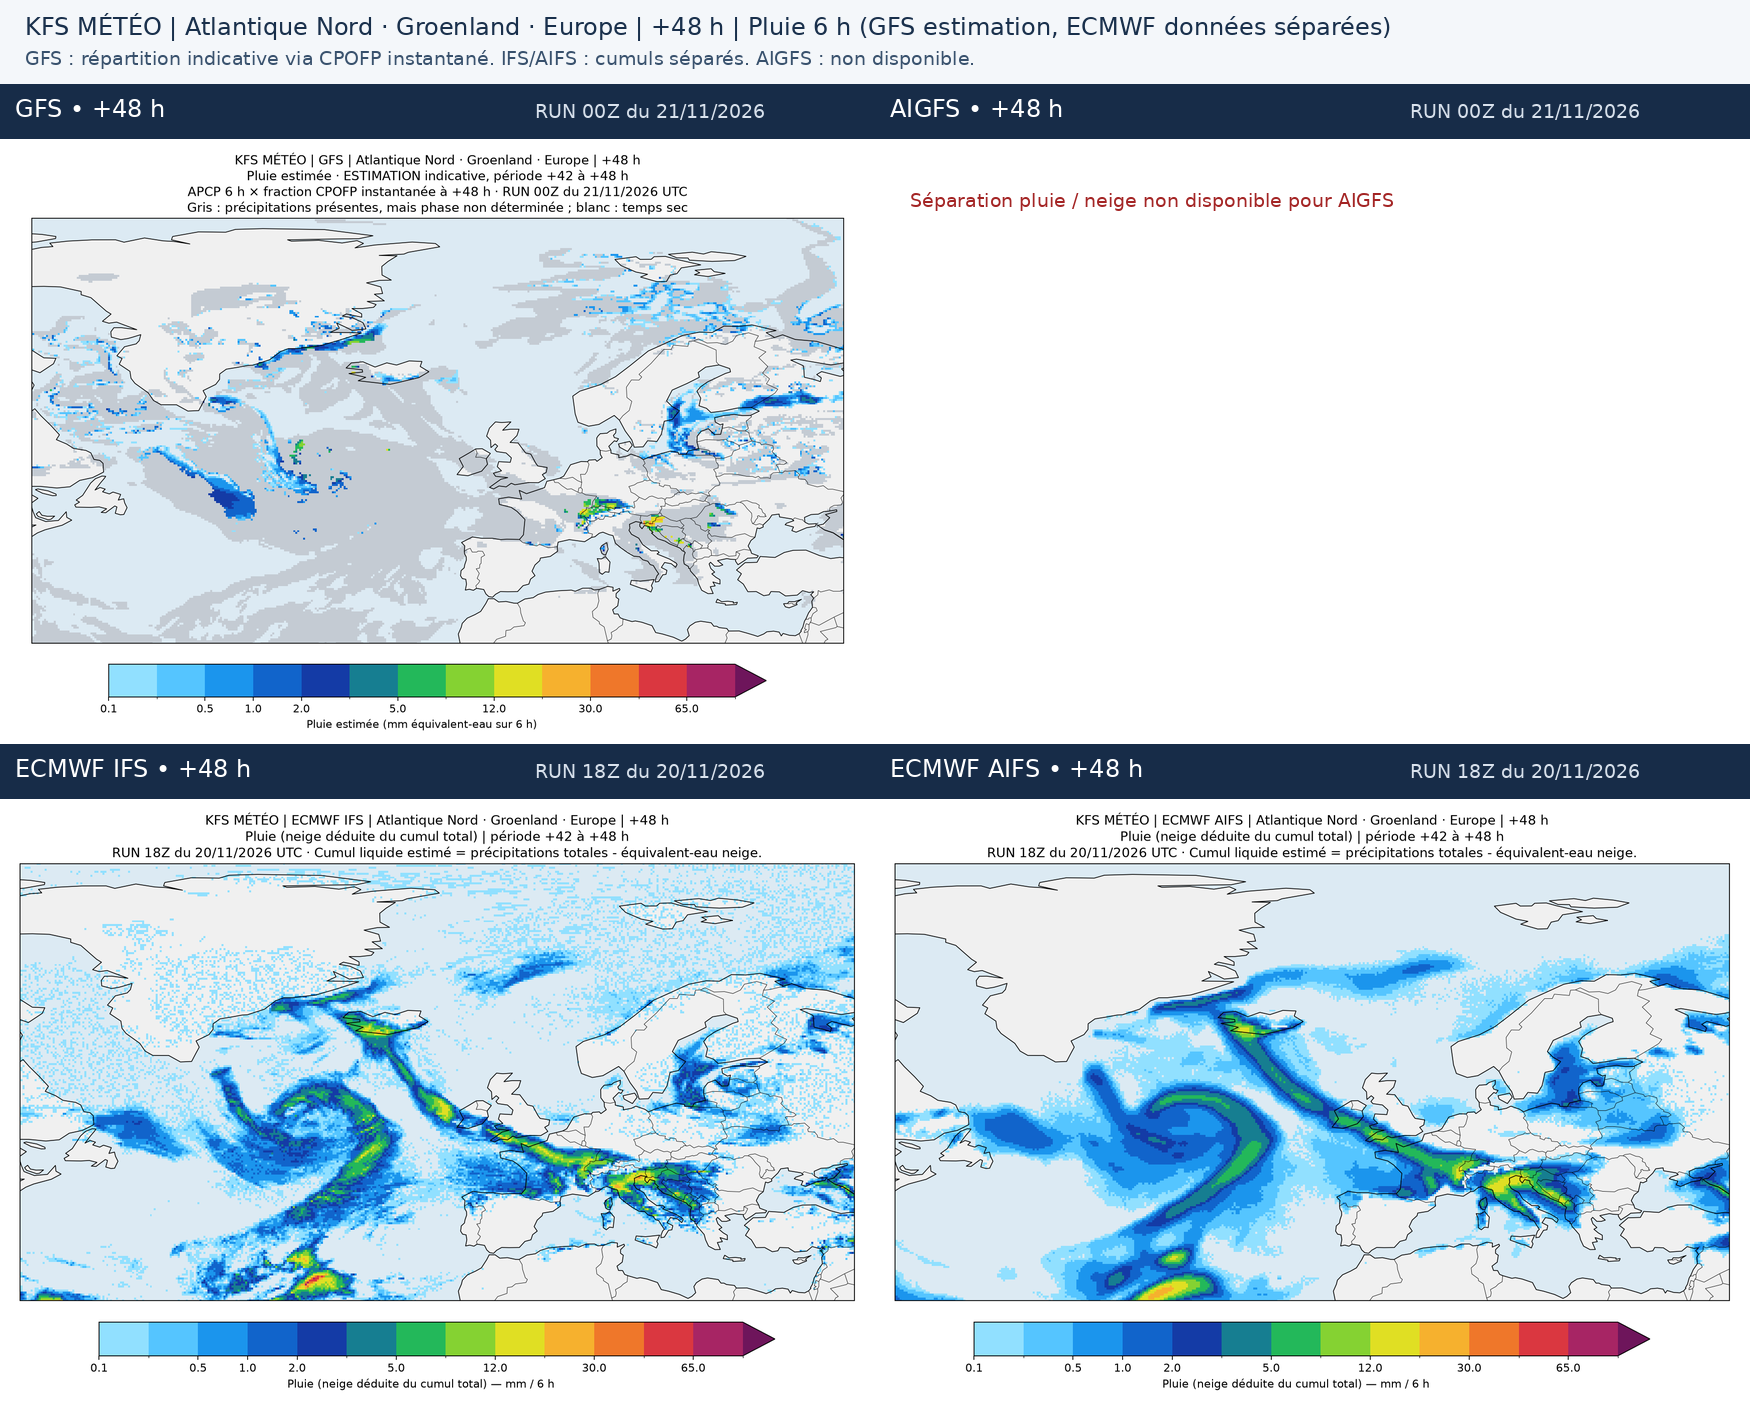 KFS MÉTÉO | Atlantique Nord · Groenland · Europe | +48 h | Pluie 6 h (GFS estimation, ECMWF données séparées)
GFS : répartition indicative via CPOFP instantané. IFS/AIFS : cumuls séparés. AIGFS : non disponible.
GFS • +48 h
RUN 00Z du 21/11/2026
AIGFS • +48 h
RUN 00Z du 21/11/2026
KFS MÉTÉO | GFS | Atlantique Nord · Groenland · Europe | +48 h
Pluie estimée · ESTIMATION indicative, période +42 à +48 h
APCP 6 h × fraction CPOFP instantanée à +48 h · RUN 00Z du 21/11/2026 UTC
Gris : précipitations présentes, mais phase non déterminée ; blanc : temps sec
0.1 0.5 1.0 2.0 5.0 12.0 30.0 65.0
Pluie estimée (mm équivalent-eau sur 6 h)
Séparation pluie / neige non disponible pour AIGFS
ECMWF IFS • +48 h
RUN 18Z du 20/11/2026
ECMWF AIFS • +48 h
RUN 18Z du 20/11/2026
KFS MÉTÉO | ECMWF IFS | Atlantique Nord · Groenland · Europe | +48 h
Pluie (neige déduite du cumul total) | période +42 à +48 h
RUN 18Z du 20/11/2026 UTC · Cumul liquide estimé = précipitations totales - équivalent-eau neige.
0.1 0.5 1.0 2.0 5.0 12.0 30.0 65.0
Pluie (neige déduite du cumul total) — mm / 6 h
KFS MÉTÉO | ECMWF AIFS | Atlantique Nord · Groenland · Europe | +48 h
Pluie (neige déduite du cumul total) | période +42 à +48 h
RUN 18Z du 20/11/2026 UTC · Cumul liquide estimé = précipitations totales - équivalent-eau neige.
0.1 0.5 1.0 2.0 5.0 12.0 30.0 65.0
Pluie (neige déduite du cumul total) — mm / 6 h